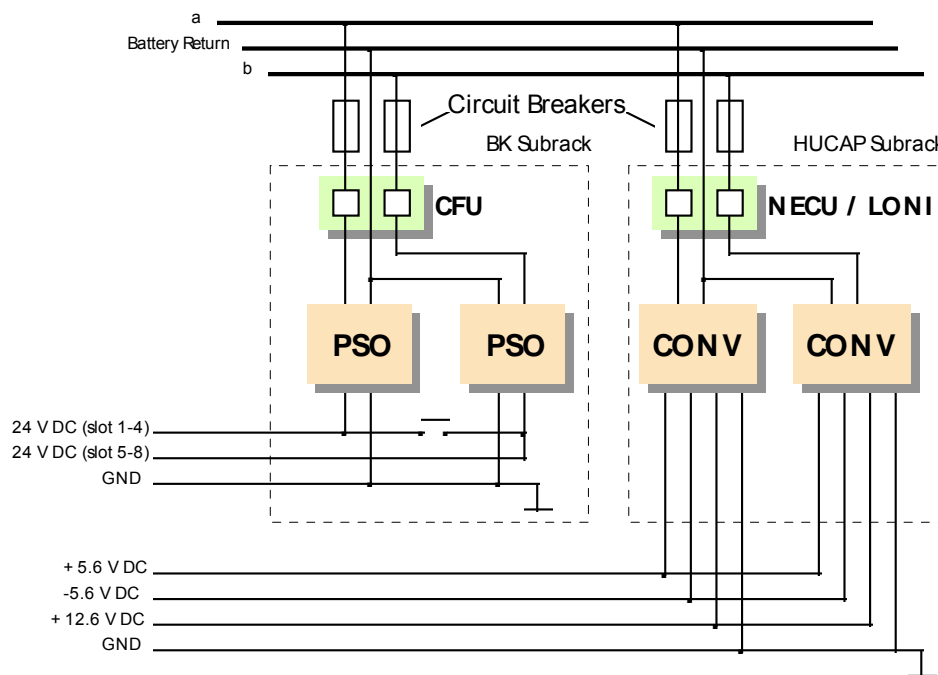 a
Battery Return
b
Circuit Breakers
BK Subrack
HUCAP Subrack
CFU
NECU / LONI
PSO
PSO
CONV
CONV
24 V DC (slot 1-4)
24 V DC (slot 5-8)
GND
+ 5.6 V DC
-5.6 V DC
+ 12.6 V DC
GND